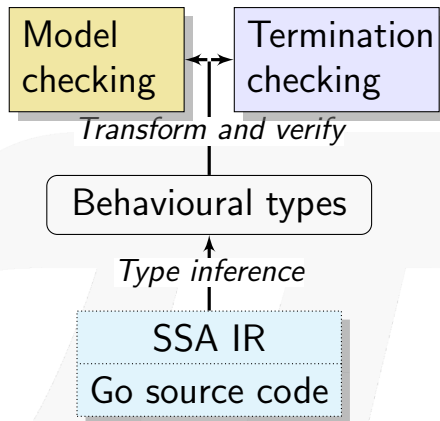 Model
checking
Termination
checking
Transform and verify
Behavioural types
Type inference
SSA IR
Go source code